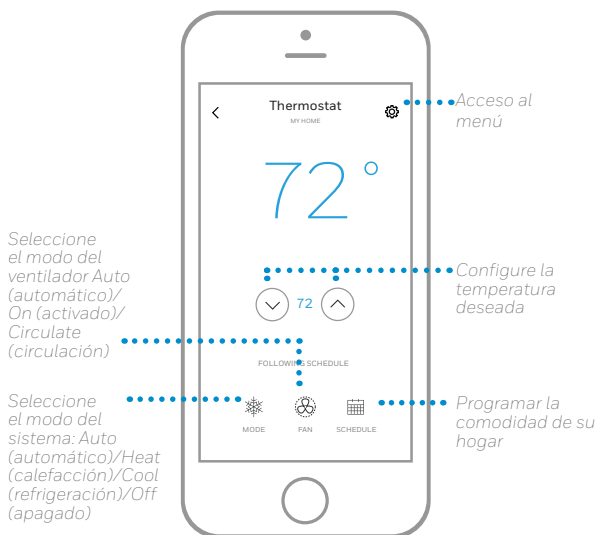 Thermostat
MY HOME
72°
72
FOLLOWING SCHEDULE
MODE
FAN
SCHEDULE
Acceso al
menú
Configure la
temperatura
deseada
Programar la
comodidad de su
hogar
Seleccione
el modo del
ventilador Auto
(automático)/
On (activado)/
Circulate
(circulación)
Seleccione
el modo del
sistema: Auto
(automático)/Heat
(calefacción)/Cool
(refrigeración)/Off
(apagado)